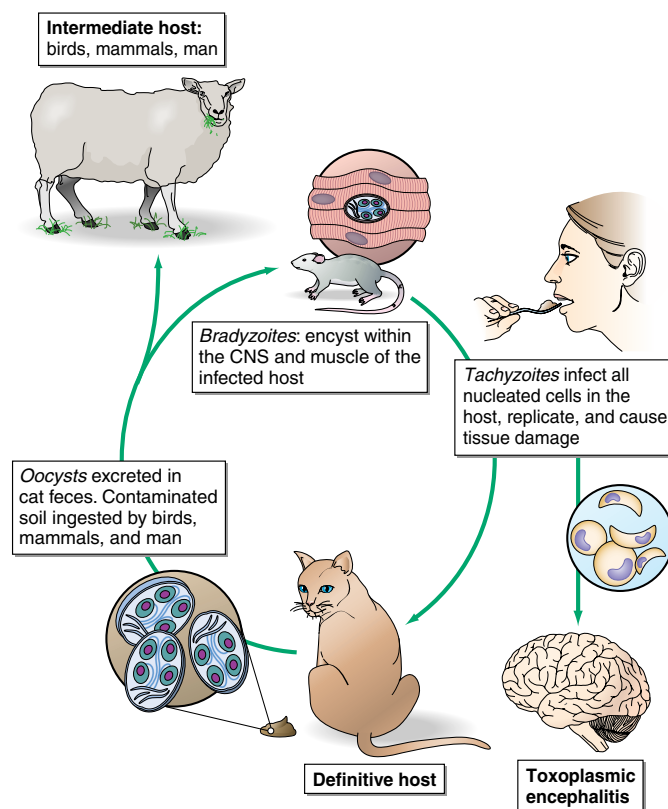 Intermediate host:
birds, mammals, man
Bradyzoites: encyst within
the CNS and muscle of the
infected host
Tachyzoites infect all
nucleated cells in the
host, replicate, and cause
tissue damage
Oocysts excreted in
cat feces. Contaminated
soil ingested by birds,
mammals, and man
Definitive host
Toxoplasmic
encephalitis